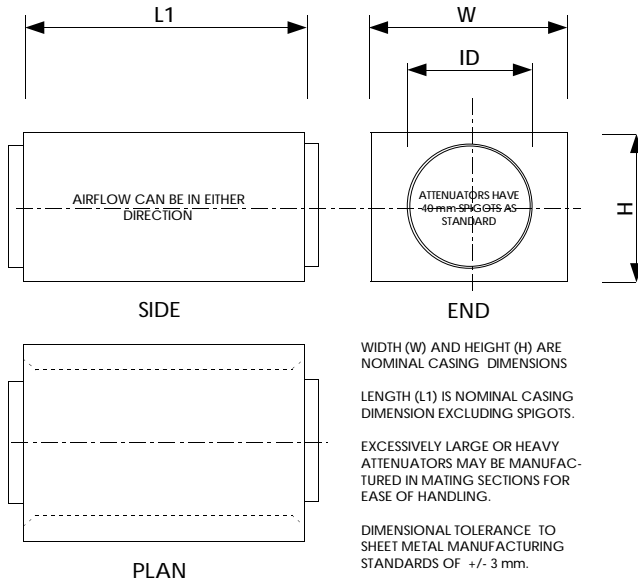 L1
W
ID
AIRFLOW CAN BE IN EITHER
DIRECTION
ATTENUATORS HAVE
40 mm SPIGOTS AS
STANDARD
H
SIDE
END
WIDTH (W) AND HEIGHT (H) ARE
NOMINAL CASING DIMENSIONS
LENGTH (L1) IS NOMINAL CASING
DIMENSION EXCLUDING SPIGOTS.
EXCESSIVELY LARGE OR HEAVY
ATTENUATORS MAY BE MANUFAC-
TURED IN MATING SECTIONS FOR
EASE OF HANDLING.
DIMENSIONAL TOLERANCE TO
SHEET METAL MANUFACTURING
STANDARDS OF +/- 3 mm.
PLAN